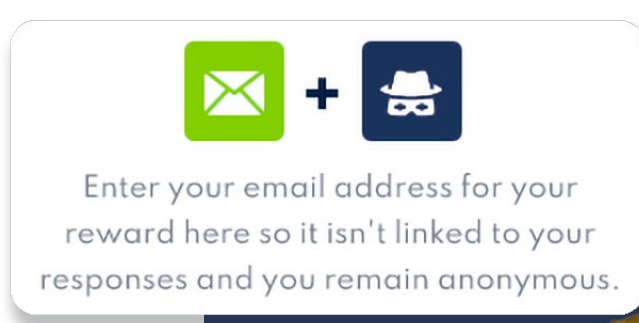 Enter your email address for your
reward here so it isn't linked to your
responses and you remain anonymous.